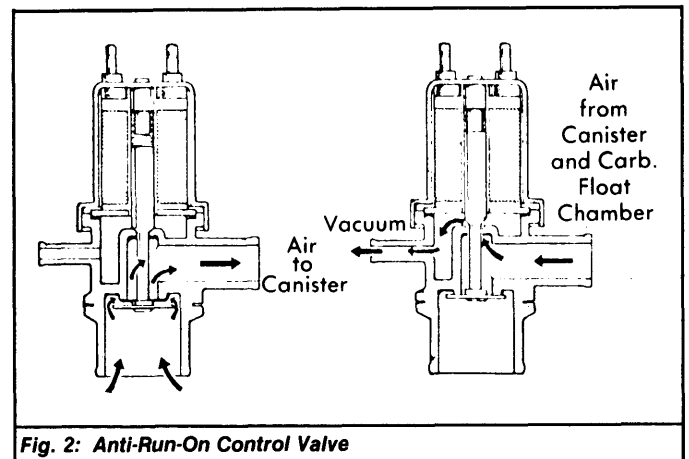 Air
to
Canister
Vacuum
Air
from
Canister
and Carb.
Float
Chamber
Fig. 2: Anti-Run-On Control Valve